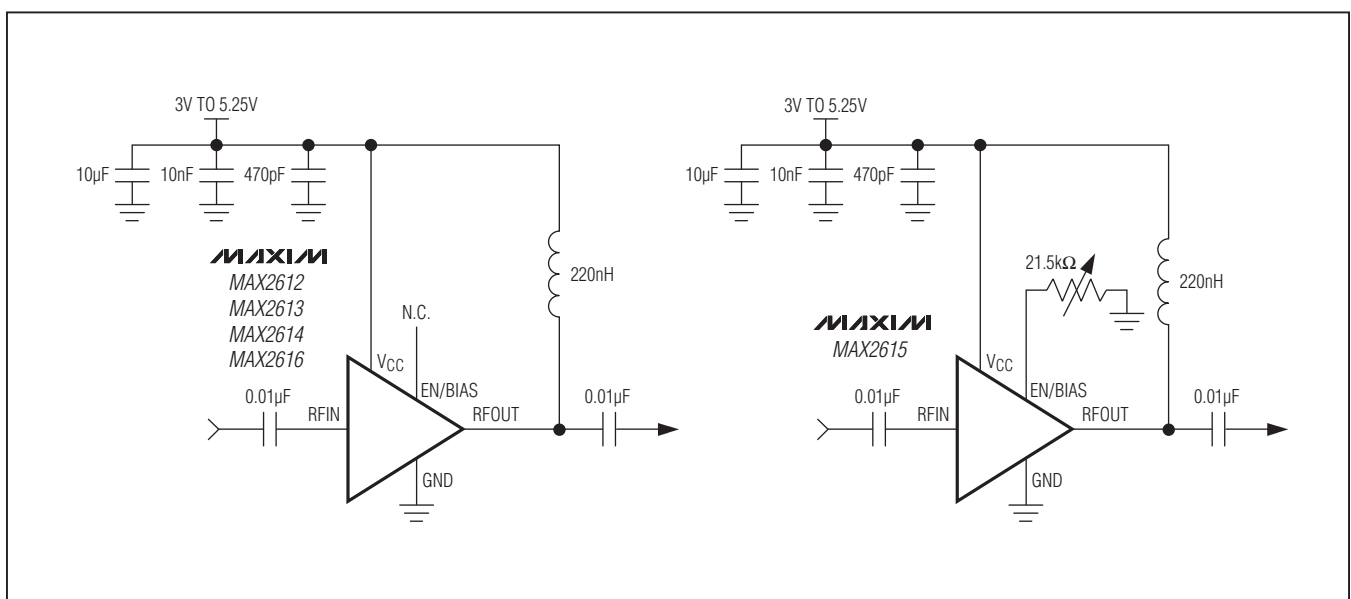 3V TO 5.25V
10µF
10nF
470pF
MAXIM
MAX2612
MAX2613
MAX2614
MAX2616
220nH
N.C.
VCC
EN/BIAS
0.01µF
RFIN
RFOUT
0.01µF
GND
3V TO 5.25V
10µF
10nF
470pF
21.5kΩ
220nH
MAXIM
MAX2615
VCC
EN/BIAS
0.01µF
RFIN
RFOUT
0.01µF
GND